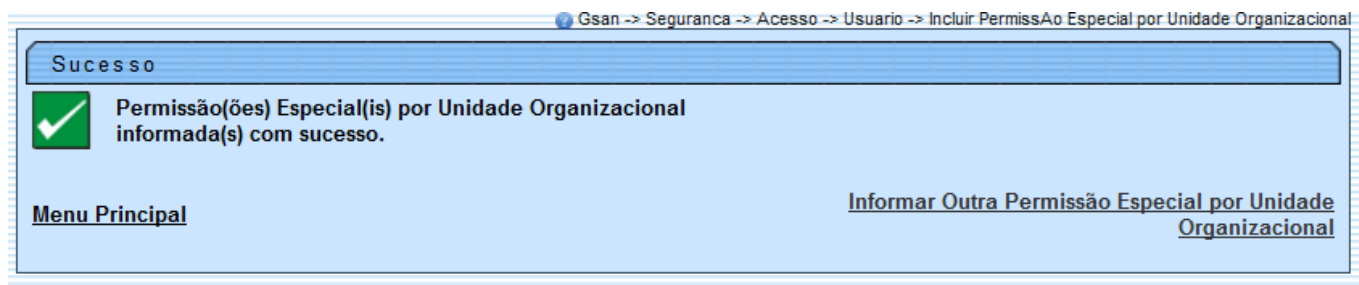 Gsan -> Seguranca -> Acesso -> Usuario -> Incluir PermissAo Especial por Unidade Organizacional
Sucesso
Permissão(ões) Especial(is) por Unidade Organizacional
informada(s) com sucesso.
Menu Principal
Informar Outra Permissão Especial por Unidade
Organizacional